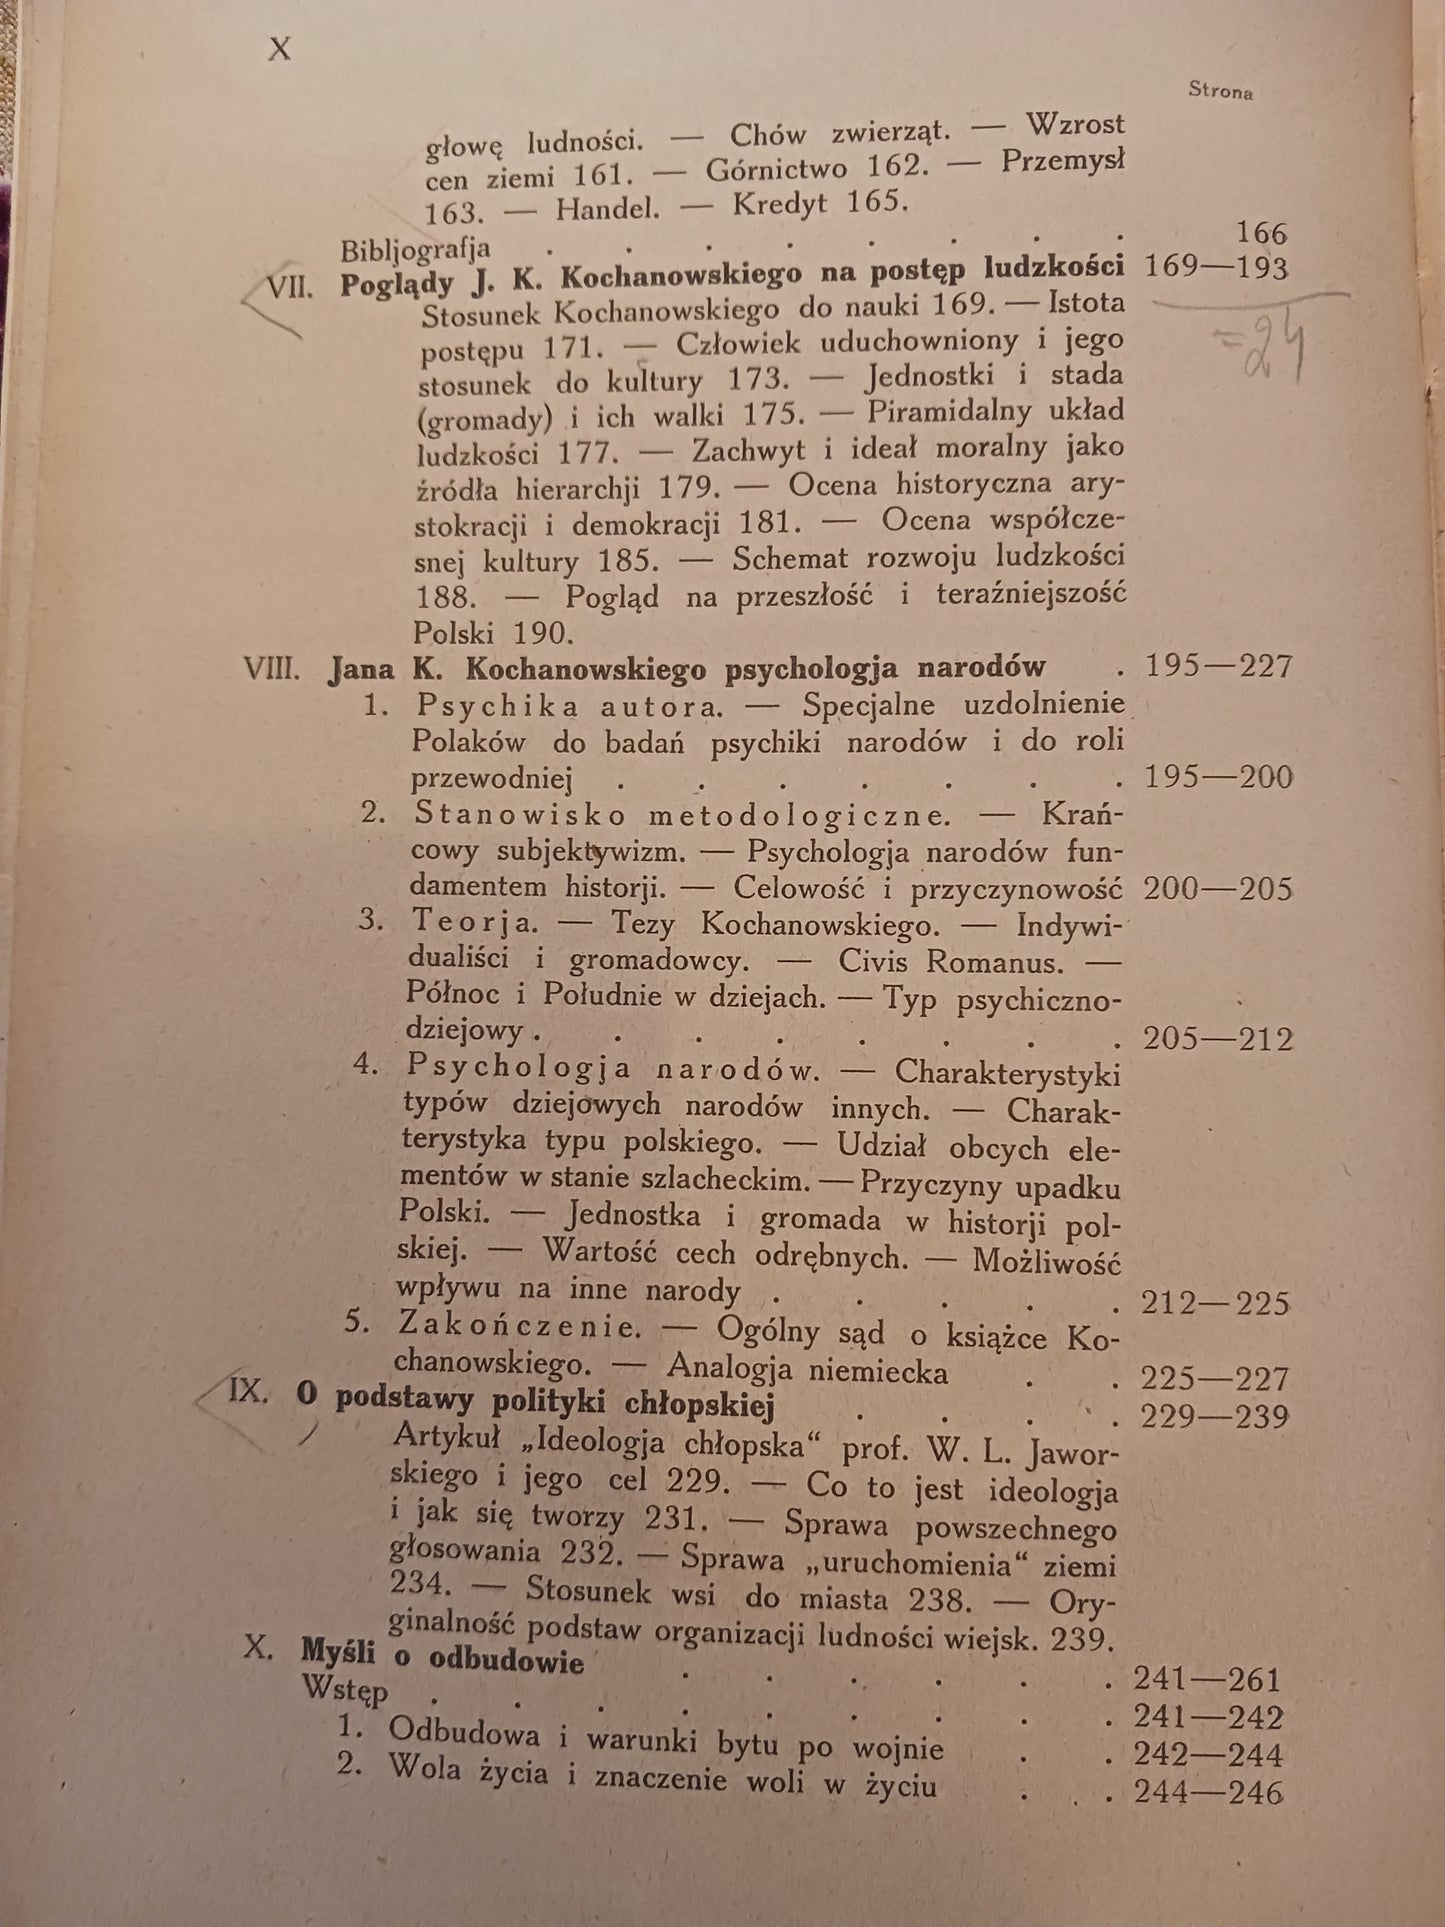 X
Strona
głowę ludności. — Chów zwierząt. — Wzrost
cen ziemi 161. — Górnictwo 162. — Przemysł
163. — Handel. — Kredyt 165.
Bibljografja . . . . . . . . 166
VII. Poglądy J. K. Kochanowskiego na postęp ludzkości 169—193
Stosunek Kochanowskiego do nauki 169. — Istota
postępu 171. — Człowiek uduchowniony i jego
=24
stosunek do kultury 173. — Jednostki i stada
(gromady) i ich walki 175. — Piramidalny układ
ludzkości 177. — Zachwyt i ideał moralny jako
źródła hierarchji 179. — Ocena historyczna ary-
stokracji i demokracji 181. — Ocena współcze-
snej kultury 185. — Schemat rozwoju ludzkości
188. — Pogląd na przeszłość i teraźniejszość
Polski 190.
VIII. Jana K. Kochanowskiego psychologja narodów . 195—227
1. Psychika autora. — Specjalne uzdolnienie
Polaków do badań psychiki narodów i do roli
przewodniej . . . . . . . 195—200
2. Stanowisko metodologiczne. — Krań-
cowy subjektywizm. — Psychologja narodów fun-
damentem historji. — Celowość i przyczynowość 200—205
3. Teorja. — Tezy Kochanowskiego. — Indywi-
dualiści i gromadowcy. — Civis Romanus. —
Północ i Południe w dziejach. — Typ psychiczno-
dziejowy . . . . . . . . 205—212
4. Psychologja narodów. — Charakterystyki
typów dziejowych narodów innych. — Charak-
terystyka typu polskiego. — Udział obcych ele-
mentów w stanie szlacheckim. — Przyczyny upadku
Polski. — Jednostka i gromada w historji pol-
skiej. — Wartość cech odrębnych. — Możliwość
wpływu na inne narody . . . . . 212—225
5. Zakończenie. — Ogólny sąd o książce Ko-
chanowskiego. — Analogja niemiecka . . 225—227
IX. O podstawy polityki chłopskiej . . . . 229—239
Artykuł „Ideologja chłopska“ prof. W. L. Jawor-
skiego i jego cel 229. — Co to jest ideologja
i jak się tworzy 231. — Sprawa powszechnego
głosowania 232. — Sprawa „uruchomienia“ ziemi
234. — Stosunek wsi do miasta 238. — Ory-
ginalność podstaw organizacji ludności wiejsk. 239.
X. Myśli o odbudowie . . . . . . 241—261
Wstęp . . . . . . . . . 241—242
1. Odbudowa i warunki bytu po wojnie . . 242—244
2. Wola życia i znaczenie woli w życiu . . 244—246